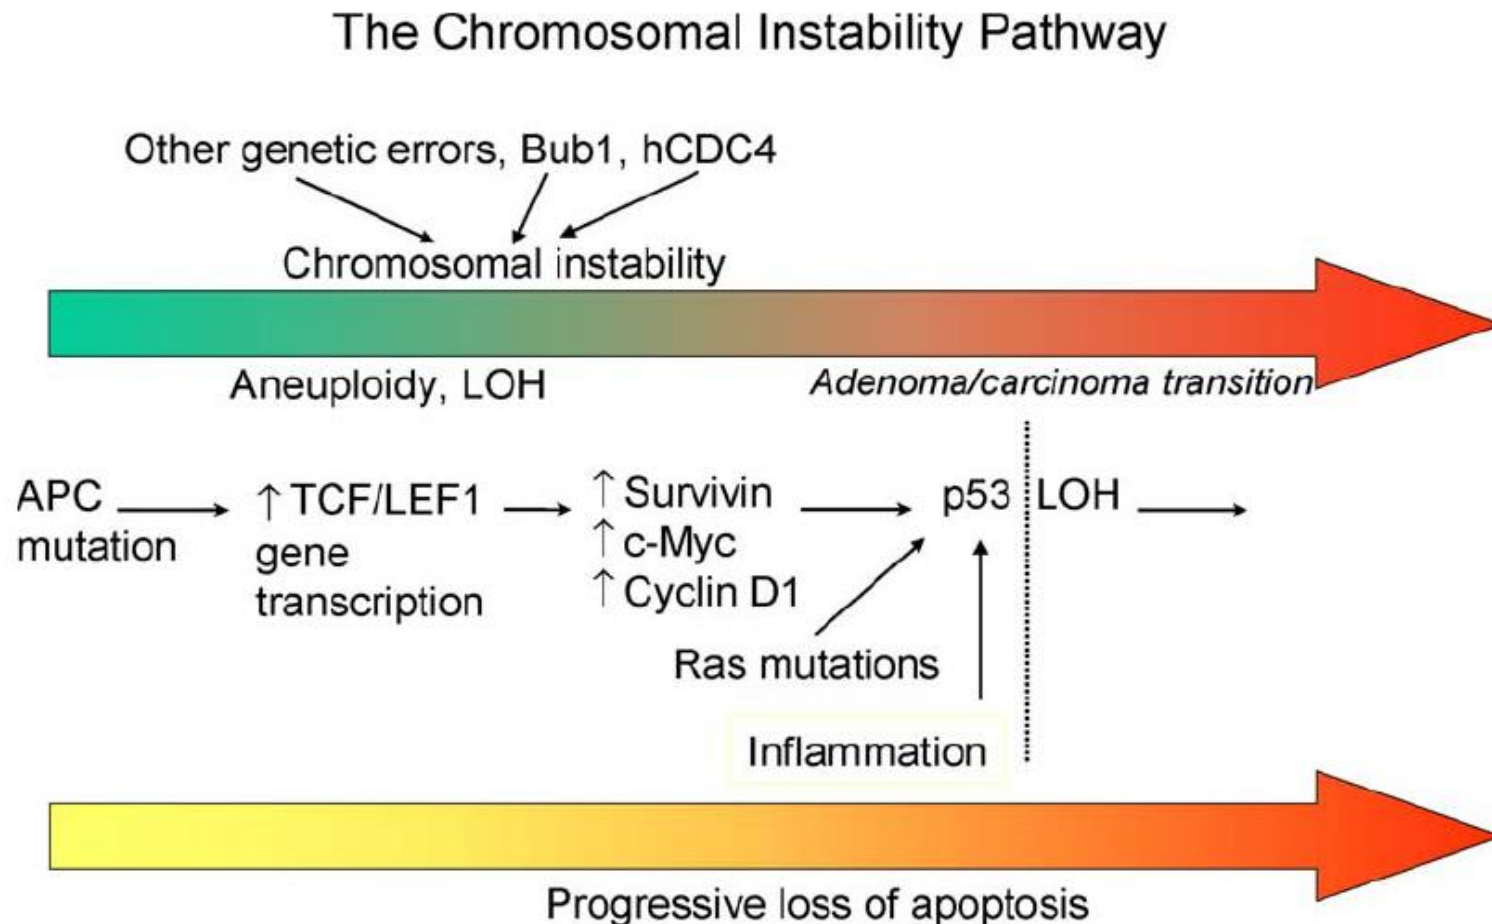 The Chromosomal Instability Pathway
Other genetic errors, Bub1, hCDC4
Chromosomal instability
Aneuploidy, LOH
Adenoma/carcinoma transition
APC
mutation
↑ TCF/LEF1
gene
transcription
↑ Survivin
↑ c-Myc
↑ Cyclin D1
p53
LOH
Ras mutations
Inflammation
Progressive loss of apoptosis